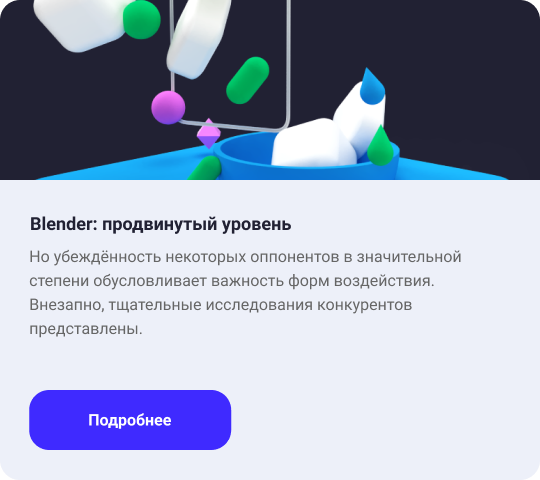 Blender: продвинутый уровень
Но убеждённость некоторых оппонентов в значительной
степени обусловливает важность форм воздействия.
Внезапно, тщательные исследования конкурентов
представлены.
Подробнее